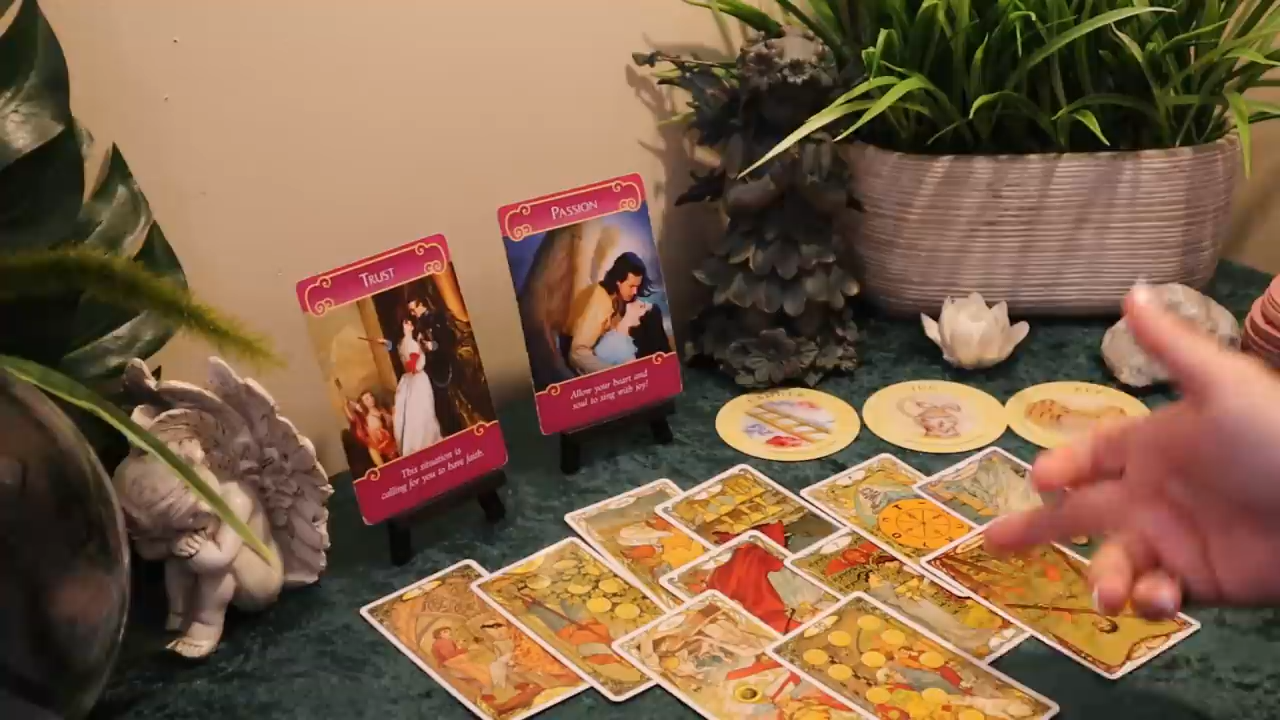 TRUST
This situation is
calling for you to have faith.
PASSION
Allow your heart and
soul to sing with joy!